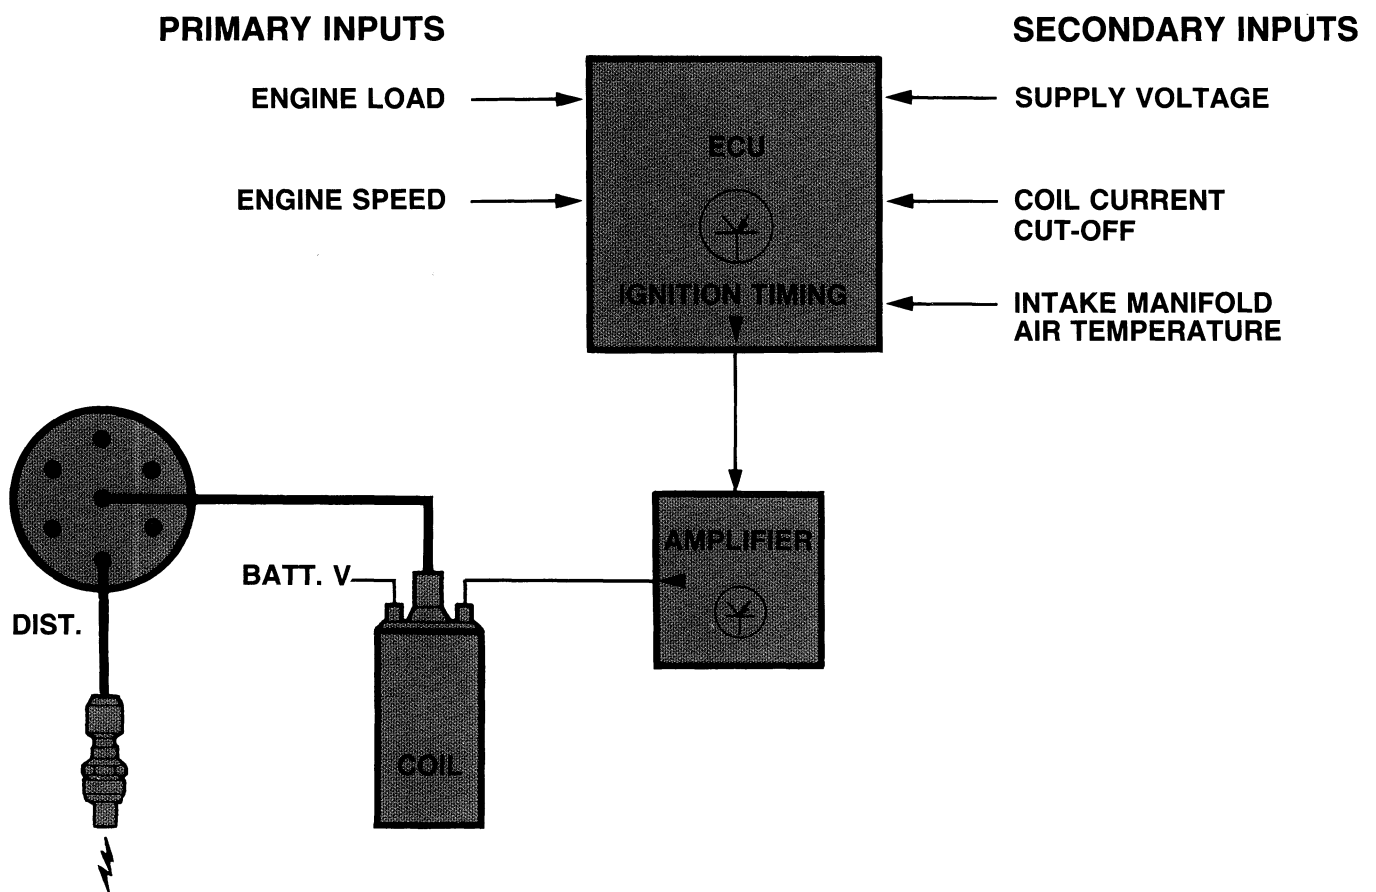 PRIMARY INPUTS
SECONDARY INPUTS
ENGINE LOAD
SUPPLY VOLTAGE
ECU
ENGINE SPEED
COIL CURRENT
CUT-OFF
IGNITION TIMING
INTAKE MANIFOLD
AIR TEMPERATURE
AMPLIFIER
BATT. V
DIST.
COIL